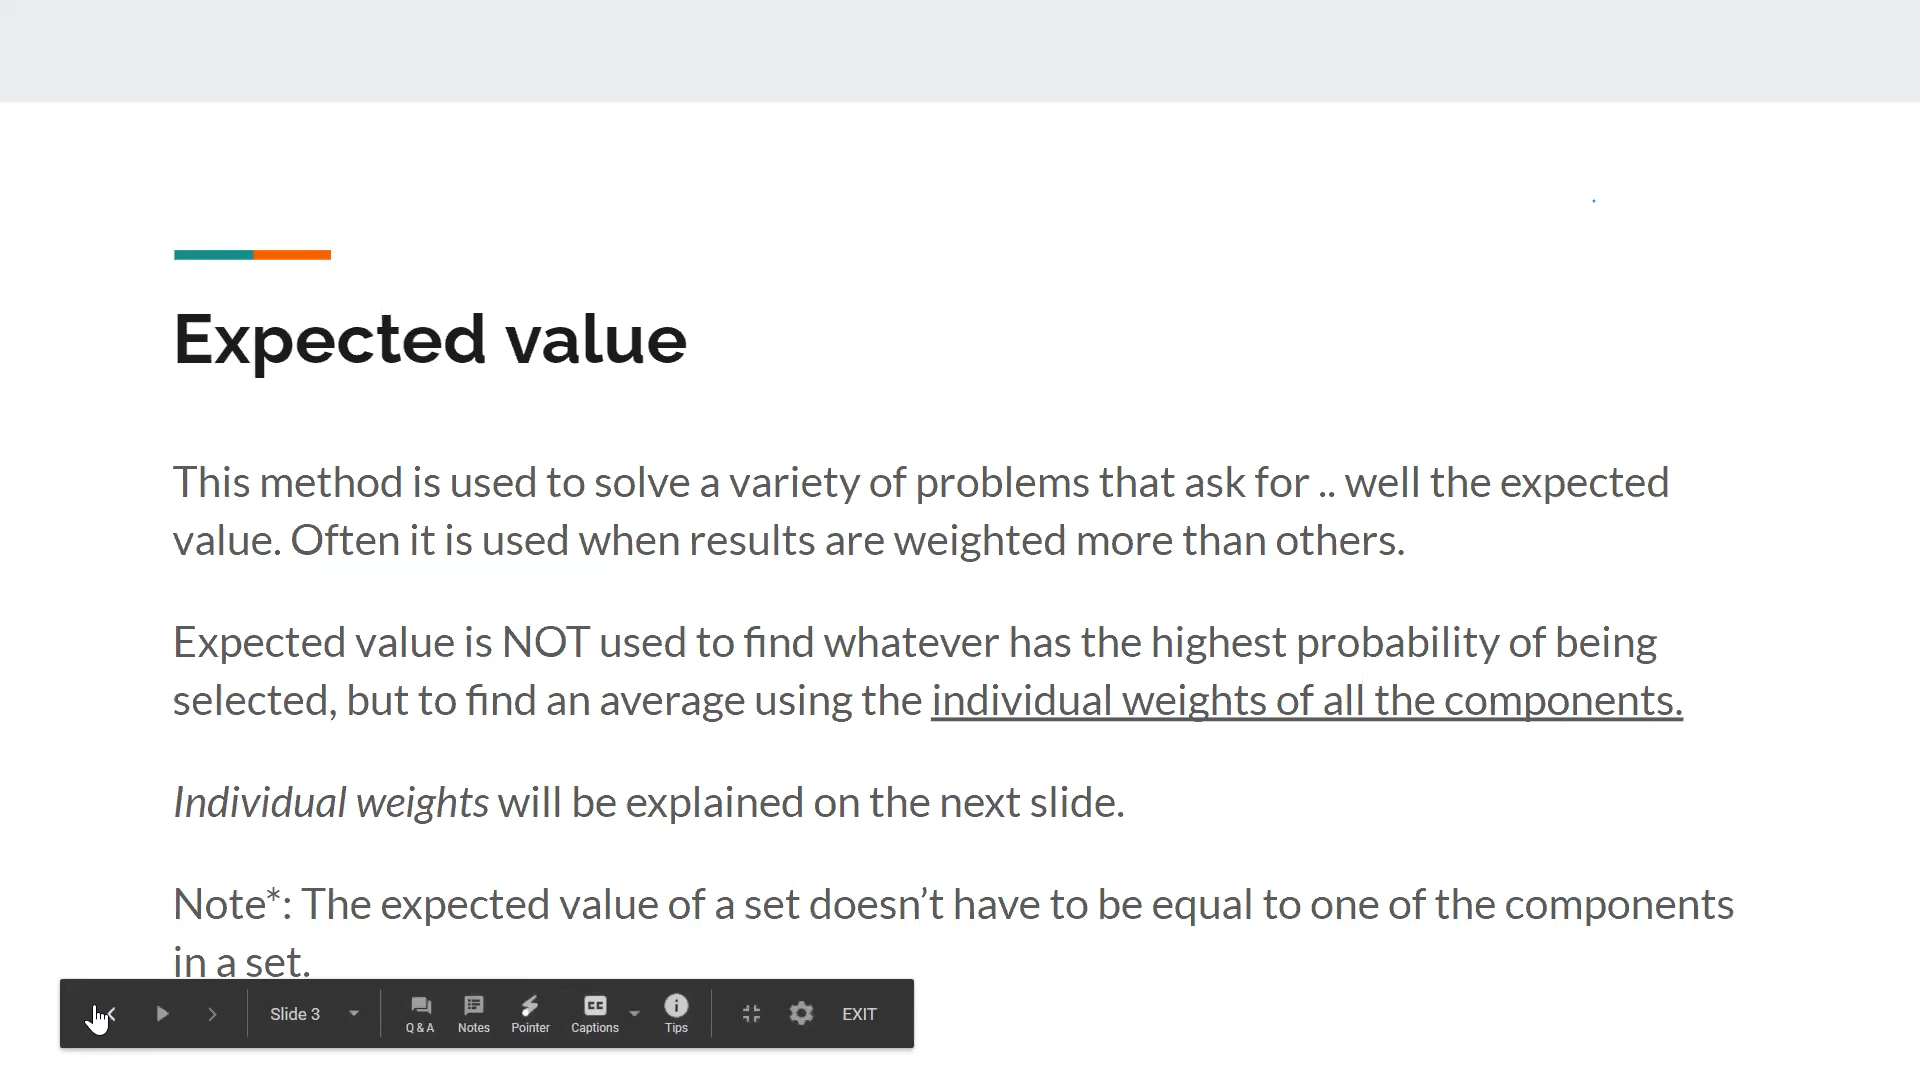 Expected value
This method is used to solve a variety of problems that ask for .. well the expected
value. Often it is used when results are weighted more than others.
Expected value is NOT used to find whatever has the highest probability of being
selected, but to find an average using the individual weights of all the components.
Individual weights will be explained on the next slide.
Note*: The expected value of a set doesn’t have to be equal to one of the components
in a set.
Slide 3 Q & A Notes Pointer Captions Tips EXIT